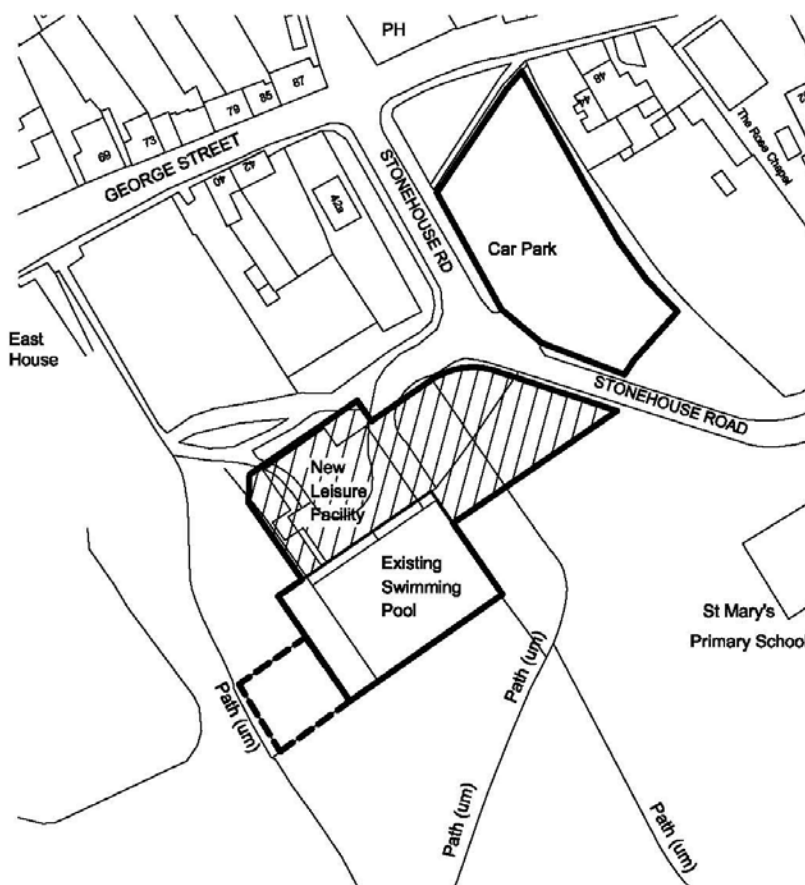 PH
87
85
79
73
69
GEORGE STREET
42
40
42a
STONEHOUSE RD
48
44
The Rose Chapel
Car Park
East
House
STONEHOUSE ROAD
New
Leisure
Facility
Existing
Swimming
Pool
St Mary's
Primary School
Path (um)
Path (um)
Path (um)
Path (um)